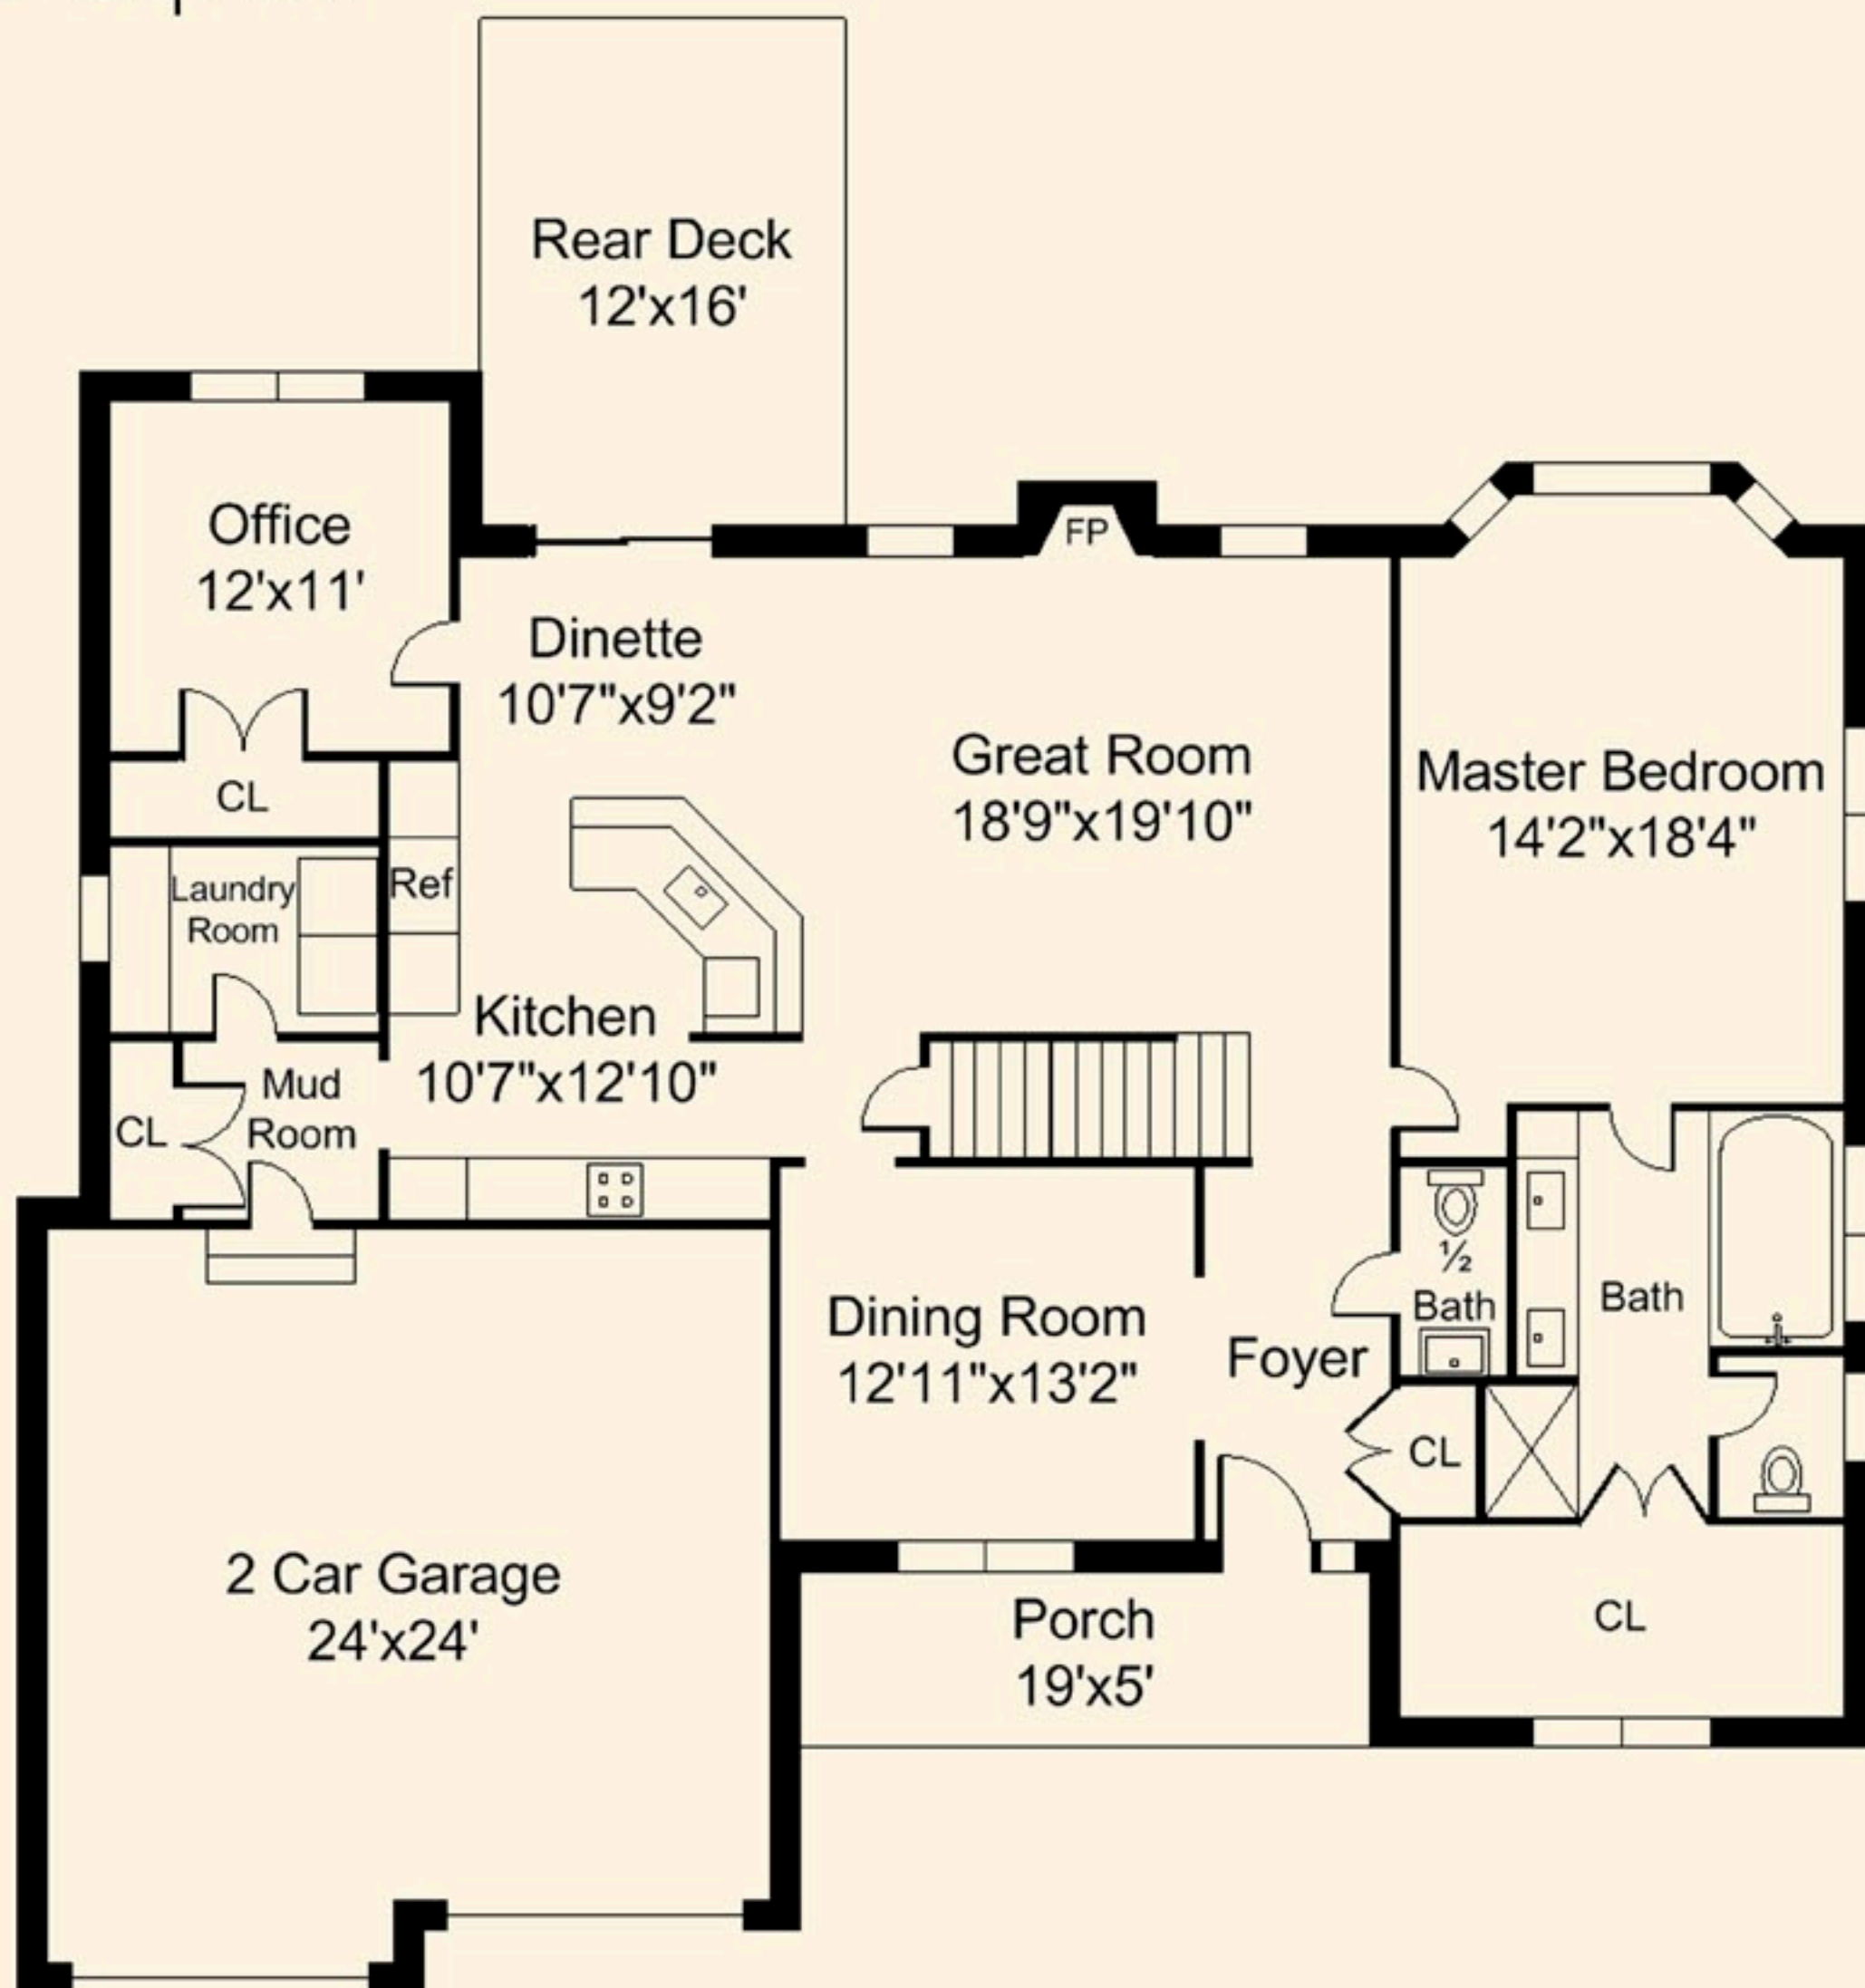 Rear Deck
12'x16'
Office
12'x11'
FP
Dinette
10'7"x9'2"
Great Room
18'9"x19'10"
Master Bedroom
14'2"x18'4"
CL
Laundry
Room
Ref
Kitchen
10'7"x12'10"
Mud
Room
CL
½
Bath
Bath
Dining Room
12'11"x13'2"
Foyer
CL
2 Car Garage
24'x24'
Porch
19'x5'
CL